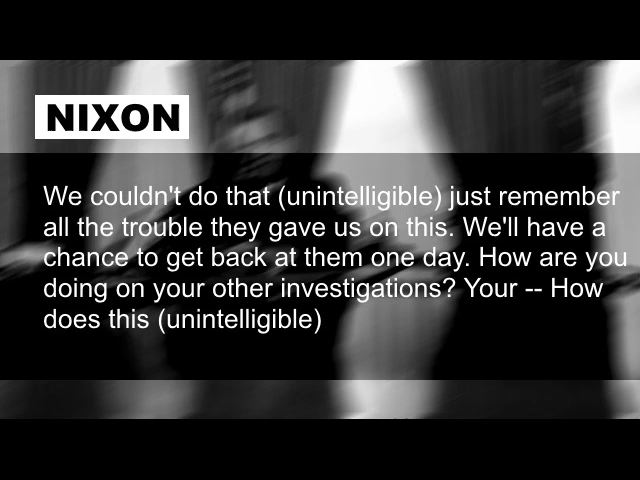 NIXON
We couldn't do that (unintelligible) just remember
all the trouble they gave us on this. We'll have a
chance to get back at them one day. How are you
doing on your other investigations? Your -- How
does this (unintelligible)